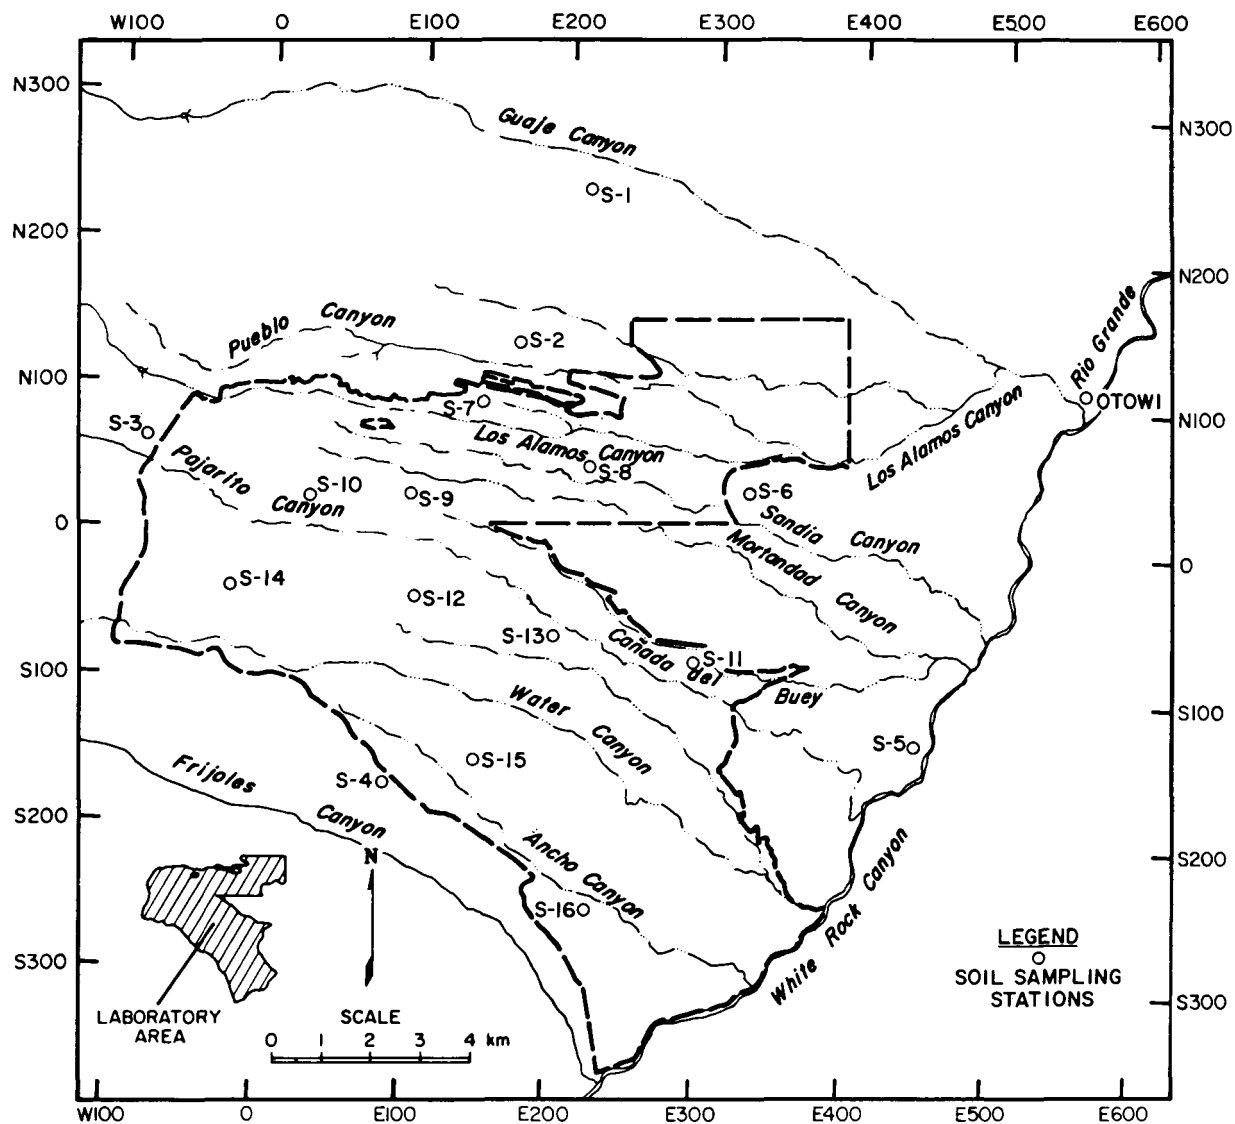 W100 0 E100 E200 E300 E400 E500 E600
N300
N300
Guaje Canyon
S-1
N200
N200
Rio Grande
Pueblo Canyon
S-2
N100
N100
S-7
TOWI
S-3
Los Alamos Canyon
Los Alamos Canyon
Pajarito Canyon
S-8
S-10
S-9
S-6
Sandia Canyon
0
Mortandad Canyon
0
S-14
S-12
S-13
Cañada del Buey
S-11
S100
S100
Water Canyon
S-5
S-15
S-4
Frijoles Canyon
S200
S200
Ancho Canyon
N
White Rock Canyon
S-16
S300
S300
LEGEND
SOIL SAMPLING
STATIONS
LABORATORY
AREA
SCALE
0 1 2 3 4 km
W100 0 E100 E200 E300 E400 E500 E600